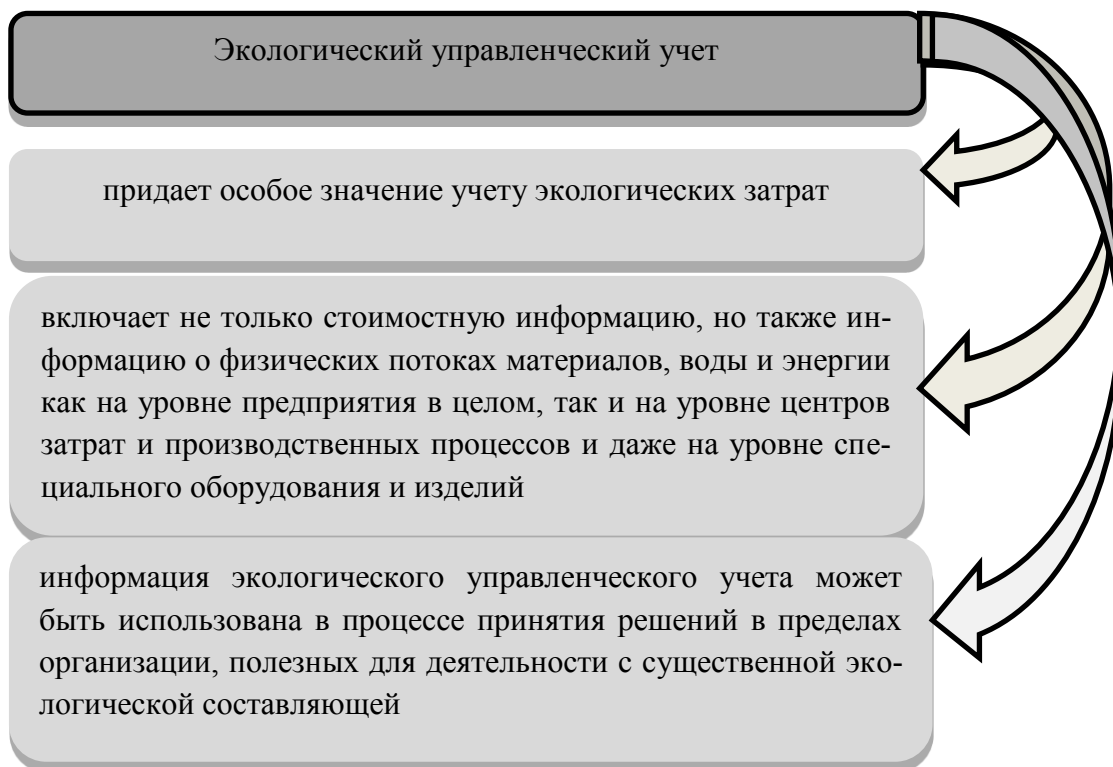 Экологический управленческий учет
придает особое значение учету экологических затрат
включает не только стоимостную информацию, но также ин-
формацию о физических потоках материалов, воды и энергии
как на уровне предприятия в целом, так и на уровне центров
затрат и производственных процессов и даже на уровне спе-
циального оборудования и изделий
информация экологического управленческого учета может
быть использована в процессе принятия решений в пределах
организации, полезных для деятельности с существенной эко-
логической составляющей